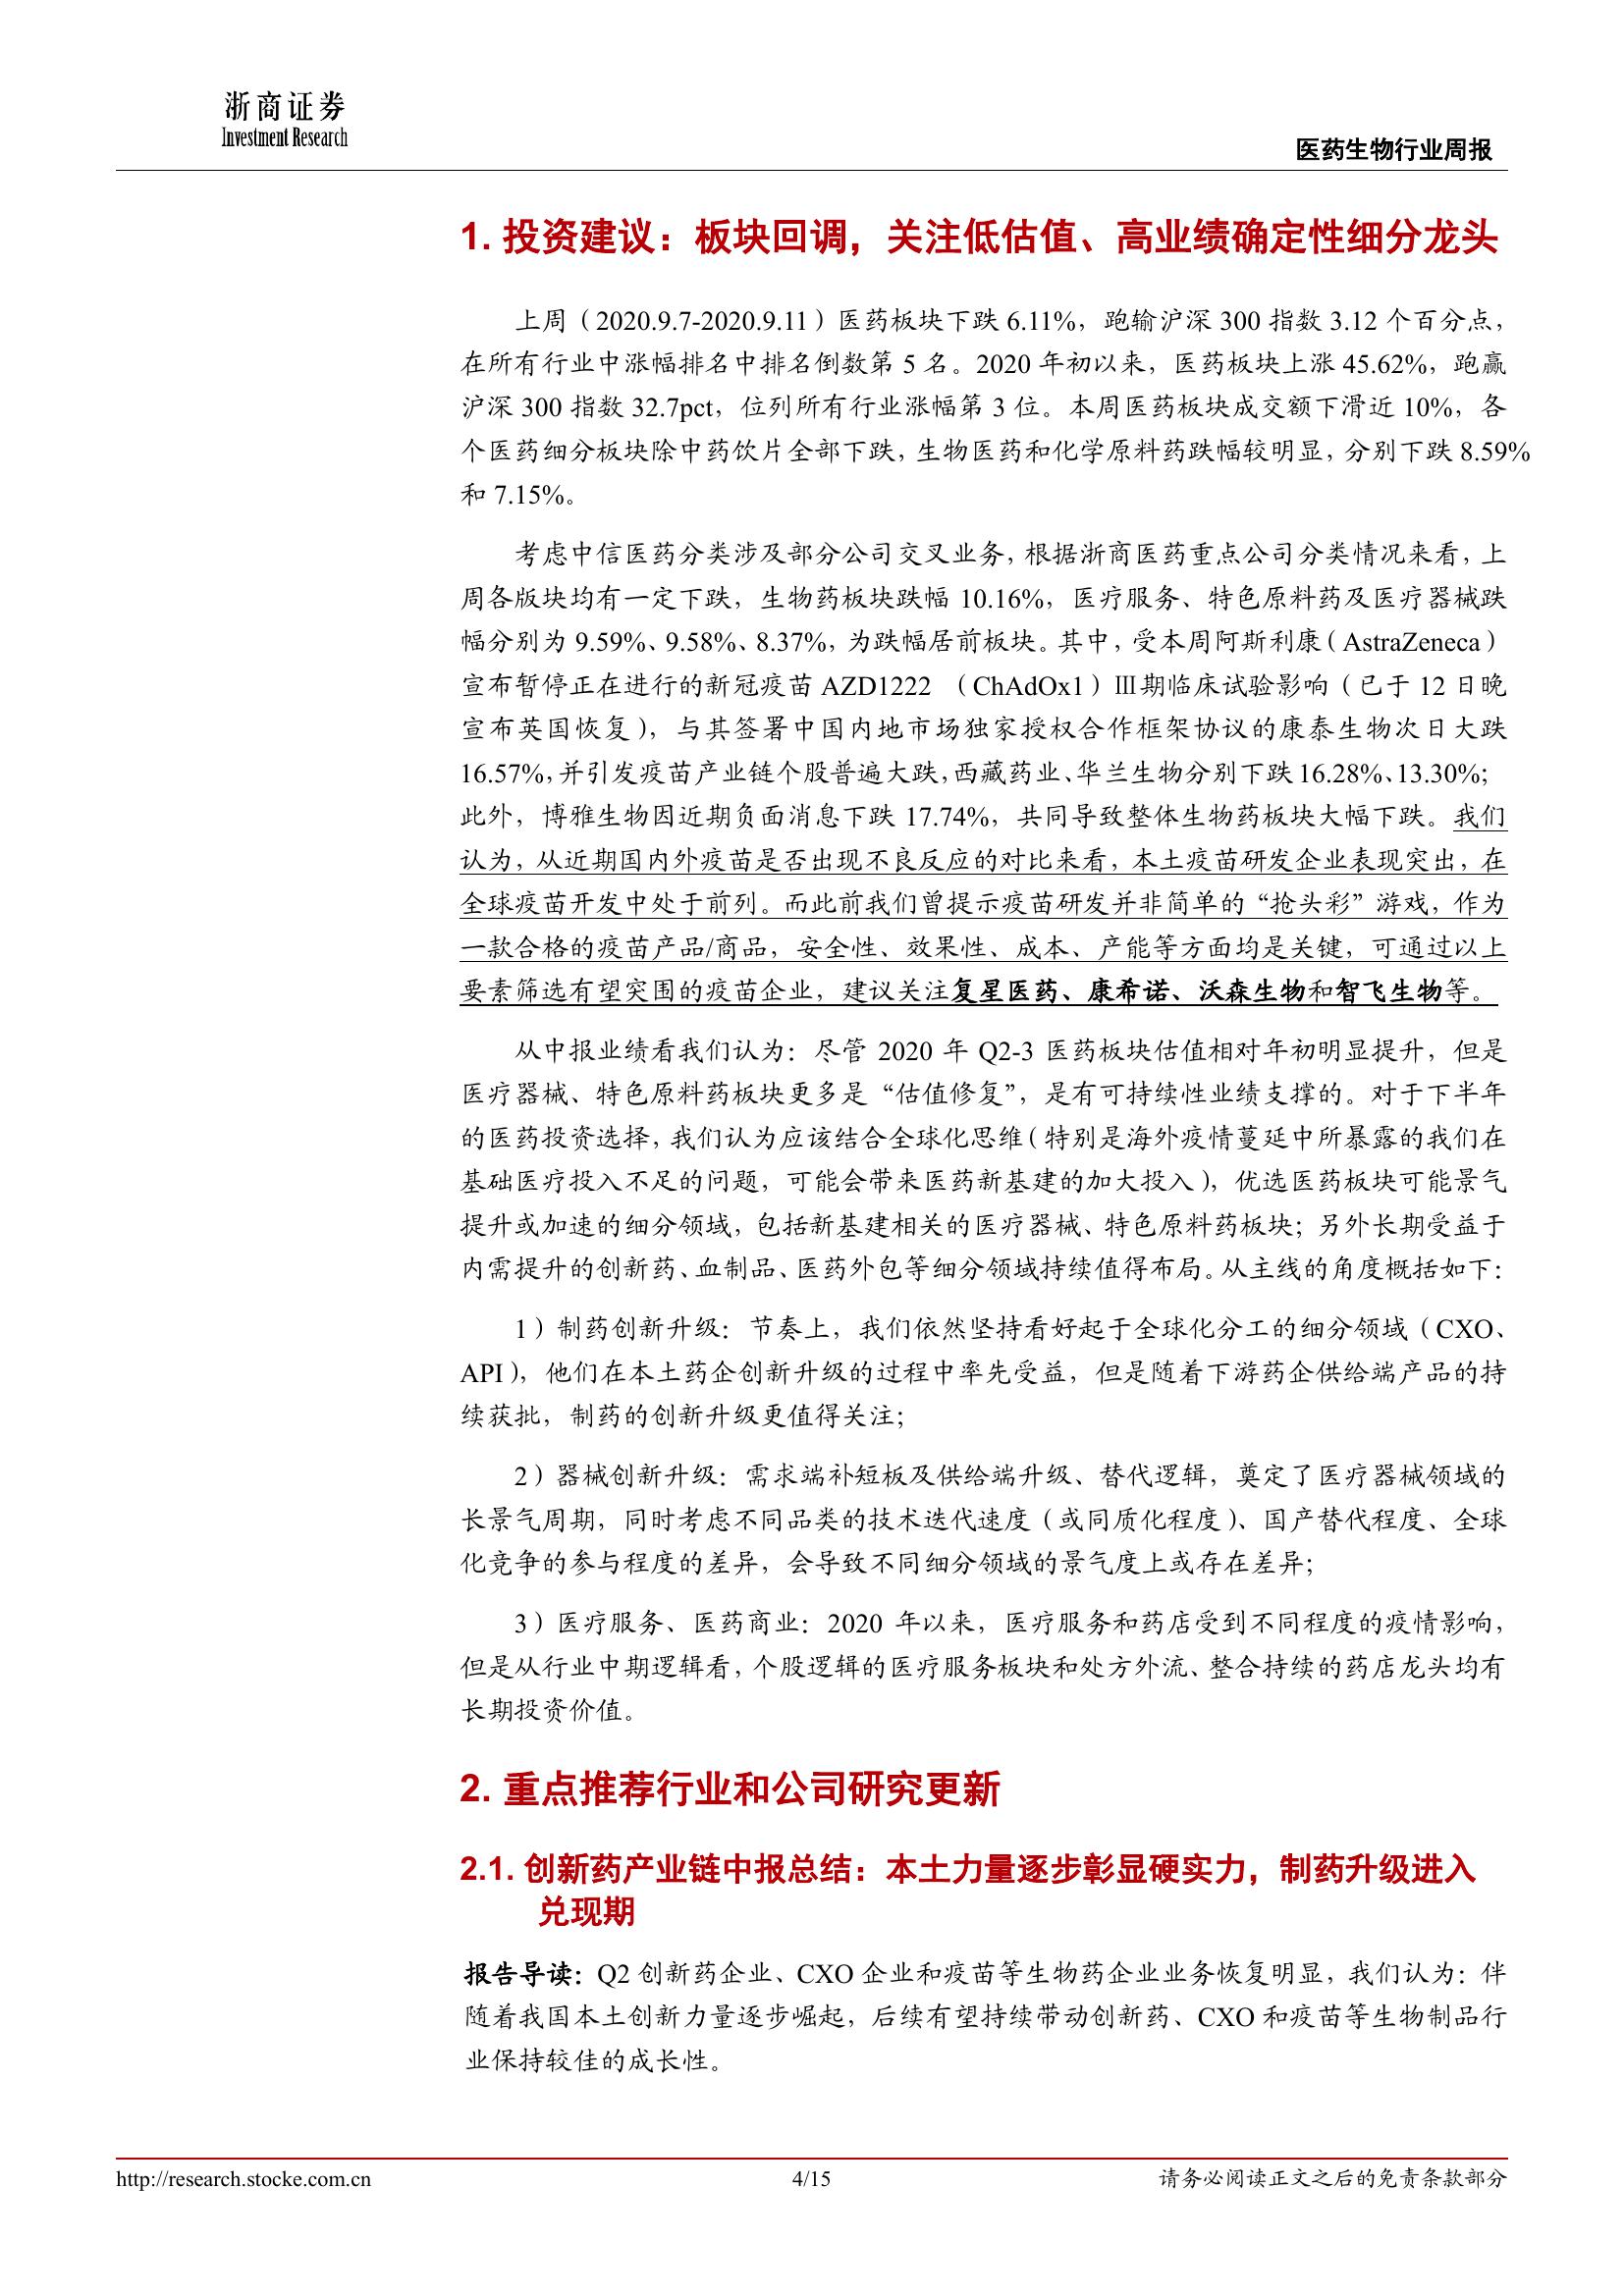 浙商证券
Investment Research
医药生物行业周报
1. 投资建议：板块回调，关注低估值、高业绩确定性细分龙头
上周（2020.9.7-2020.9.11）医药板块下跌 6.11%，跑输沪深 300 指数 3.12 个百分点，
在所有行业中涨幅排名中排名倒数第 5 名。2020 年初以来，医药板块上涨 45.62%，跑赢
沪深 300 指数 32.7pct，位列所有行业涨幅第 3 位。本周医药板块成交额下滑近 10%，各
个医药细分板块除中药饮片全部下跌，生物医药和化学原料药跌幅较明显，分别下跌 8.59%
和 7.15%。
考虑中信医药分类涉及部分公司交叉业务，根据浙商医药重点公司分类情况来看，上
周各版块均有一定下跌，生物药板块跌幅 10.16%，医疗服务、特色原料药及医疗器械跌
幅分别为 9.59%、9.58%、8.37%，为跌幅居前板块。其中，受本周阿斯利康（AstraZeneca）
宣布暂停正在进行的新冠疫苗 AZD1222 （ChAdOx1）Ⅲ期临床试验影响（已于 12 日晚
宣布英国恢复），与其签署中国内地市场独家授权合作框架协议的康泰生物次日大跌
16.57%，并引发疫苗产业链个股普遍大跌，西藏药业、华兰生物分别下跌 16.28%、13.30%；
此外，博雅生物因近期负面消息下跌 17.74%，共同导致整体生物药板块大幅下跌。我们
认为，从近期国内外疫苗是否出现不良反应的对比来看，本土疫苗研发企业表现突出，在
全球疫苗开发中处于前列。而此前我们曾提示疫苗研发并非简单的“抢头彩”游戏，作为
一款合格的疫苗产品/商品，安全性、效果性、成本、产能等方面均是关键，可通过以上
要素筛选有望突围的疫苗企业，建议关注复星医药、康希诺、沃森生物和智飞生物等。
从中报业绩看我们认为：尽管 2020 年 Q2-3 医药板块估值相对年初明显提升，但是
医疗器械、特色原料药板块更多是“估值修复”，是有可持续性业绩支撑的。对于下半年
的医药投资选择，我们认为应该结合全球化思维（特别是海外疫情蔓延中所暴露的我们在
基础医疗投入不足的问题，可能会带来医药新基建的加大投入），优选医药板块可能景气
提升或加速的细分领域，包括新基建相关的医疗器械、特色原料药板块；另外长期受益于
内需提升的创新药、血制品、医药外包等细分领域持续值得布局。从主线的角度概括如下：
1）制药创新升级：节奏上，我们依然坚持看好起于全球化分工的细分领域（CXO、
API），他们在本土药企创新升级的过程中率先受益，但是随着下游药企供给端产品的持
续获批，制药的创新升级更值得关注；
2）器械创新升级：需求端补短板及供给端升级、替代逻辑，奠定了医疗器械领域的
长景气周期，同时考虑不同品类的技术迭代速度（或同质化程度）、国产替代程度、全球
化竞争的参与程度的差异，会导致不同细分领域的景气度上或存在差异；
3）医疗服务、医药商业：2020 年以来，医疗服务和药店受到不同程度的疫情影响，
但是从行业中期逻辑看，个股逻辑的医疗服务板块和处方外流、整合持续的药店龙头均有
长期投资价值。
2. 重点推荐行业和公司研究更新
2.1. 创新药产业链中报总结：本土力量逐步彰显硬实力，制药升级进入
兑现期
报告导读：Q2 创新药企业、CXO 企业和疫苗等生物药企业业务恢复明显，我们认为：伴
随着我国本土创新力量逐步崛起，后续有望持续带动创新药、CXO 和疫苗等生物制品行
业保持较佳的成长性。
http://research.stocke.com.cn
4/15
请务必阅读正文之后的免责条款部分